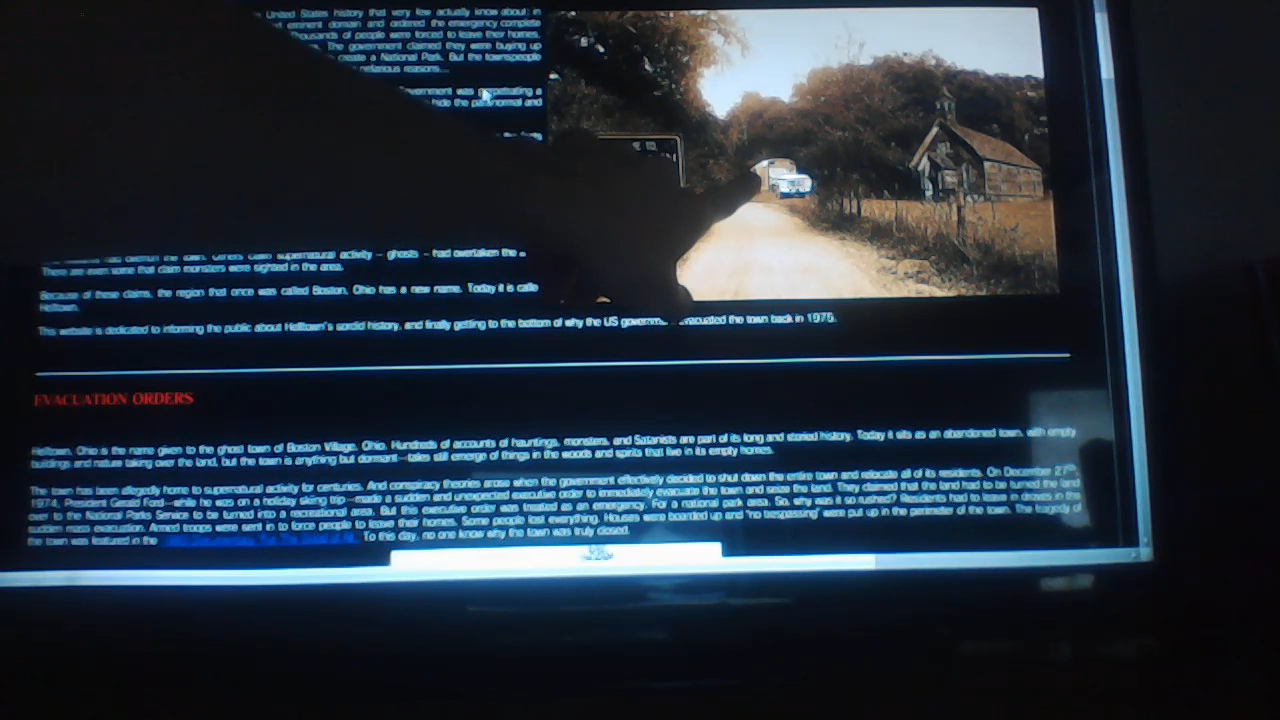 United States history that very few actually know about: in
eminent domain and ordered the emergency complete
Thousands of people were forced to leave their homes.
The government claimed they were buying up
create a National Park. But the townspeople
nefarious reasons...
government was perpetrating a
hide the paranormal and
had overrun the town. Others claim supernatural activity – ghosts – had overtaken the
There are even some that claim monsters were sighted in the area.
Because of these claims, the region that once was called Boston, Ohio has a new name. Today it is calle
Helltown.
This website is dedicated to informing the public about Helltown's sordid history, and finally getting to the bottom of why the US governm evacuated the town back in 1975.
EVACUATION ORDERS
Helltown, Ohio is the name given to the ghost town of Boston Village, Ohio. Hundreds of accounts of hauntings, monsters, and Satanists are part of its long and storied history. Today it sits as an abandoned town, with empty
buildings and nature taking over the land, but the town is anything but dormant—tales still emerge of things in the woods and spirits that live in its empty homes.
The town has been allegedly home to supernatural activity for centuries. And conspiracy theories arose when the government effectively decided to shut down the entire town and relocate all of its residents. On December 27th,
1974, President Gerald Ford—while he was on a holiday skiing trip—made a sudden and unexpected executive order to immediately evacuate the town and seize the land. They claimed that the land had to be turned
over to the National Parks Service to be turned into a recreational area. But this executive order was treated as an emergency. For a national park area. So, why was it so rushed? Residents had to leave in droves in the
sudden evacuation. Armed troops were sent in to force people to leave their homes. Some people lost everything. Houses were boarded up and "no trespassing" were put up in the perimeter of the town. The tragedy of
the town was featured in the To this day, no one know why the town was truly closed.